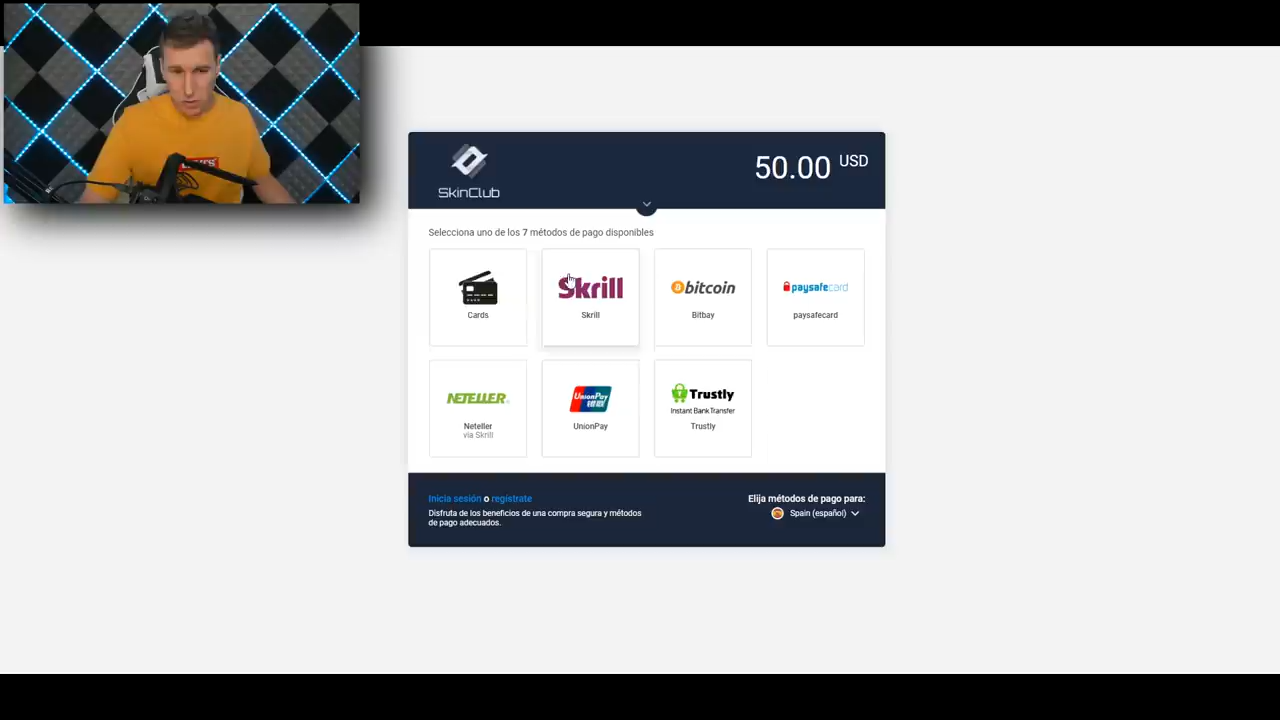 SkinClub
50.00 USD
Selecciona uno de los 7 métodos de pago disponibles
Cards
Skrill
Skrill
bitcoin
Bitbay
paysafecard
paysafecard
NETELLER
Neteller
via Skrill
UnionPay
银联
UnionPay
Trustly
Instant Bank Transfer
Trustly
Inicia sesión o regístrate
Disfruta de los beneficios de una compra segura y métodos
de pago adecuados.
Elija métodos de pago para:
Spain (español)